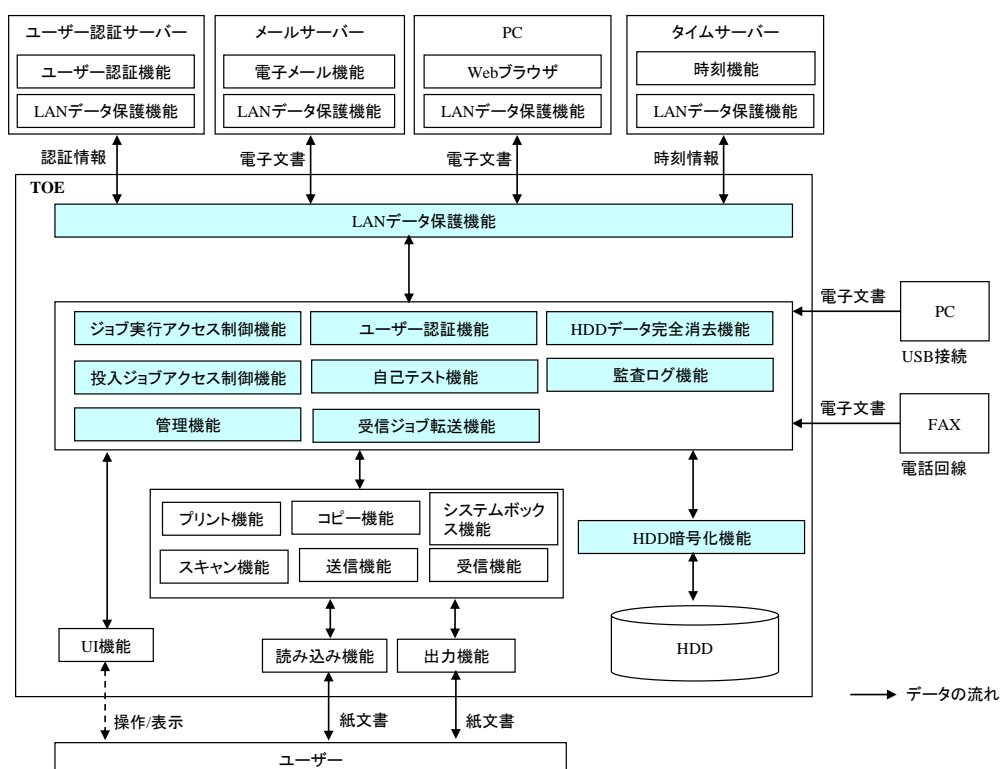 ユーザー認証サーバー
ユーザー認証機能
LANデータ保護機能
メールサーバー
電子メール機能
LANデータ保護機能
PC
Webブラウザ
LANデータ保護機能
タイムサーバー
時刻機能
LANデータ保護機能
認証情報
電子文書
電子文書
時刻情報
TOE
LANデータ保護機能
ジョブ実行アクセス制御機能
ユーザー認証機能
HDDデータ完全消去機能
投入ジョブアクセス制御機能
自己テスト機能
監査ログ機能
管理機能
受信ジョブ転送機能
電子文書
PC
USB接続
電子文書
FAX
電話回線
プリント機能
コピー機能
システムボック
ス機能
スキャン機能
送信機能
受信機能
HDD暗号化機能
HDD
UI機能
読み込み機能
出力機能
データの流れ
操作/表示
紙文書
紙文書
ユーザー